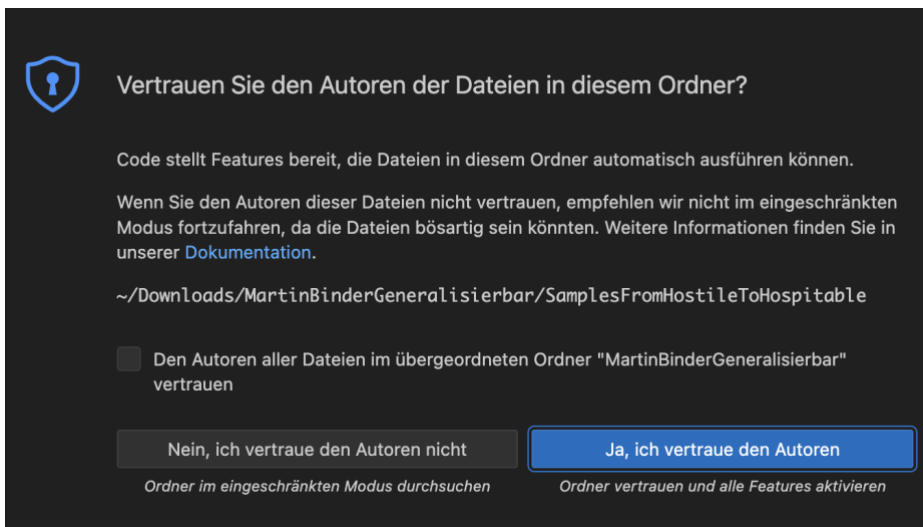 Vertrauen Sie den Autoren der Dateien in diesem Ordner?
Code stellt Features bereit, die Dateien in diesem Ordner automatisch ausführen können.
Wenn Sie den Autoren dieser Dateien nicht vertrauen, empfehlen wir nicht im eingeschränkten
Modus fortzufahren, da die Dateien bösartig sein könnten. Weitere Informationen finden Sie in
unserer Dokumentation.
~/Downloads/MartinBinderGeneralisierbar/SamplesFromHostileToHospitable
Den Autoren aller Dateien im übergeordneten Ordner "MartinBinderGeneralisierbar"
vertrauen
Nein, ich vertraue den Autoren nicht
Ja, ich vertraue den Autoren
Ordner im eingeschränkten Modus durchsuchen
Ordner vertrauen und alle Features aktivieren